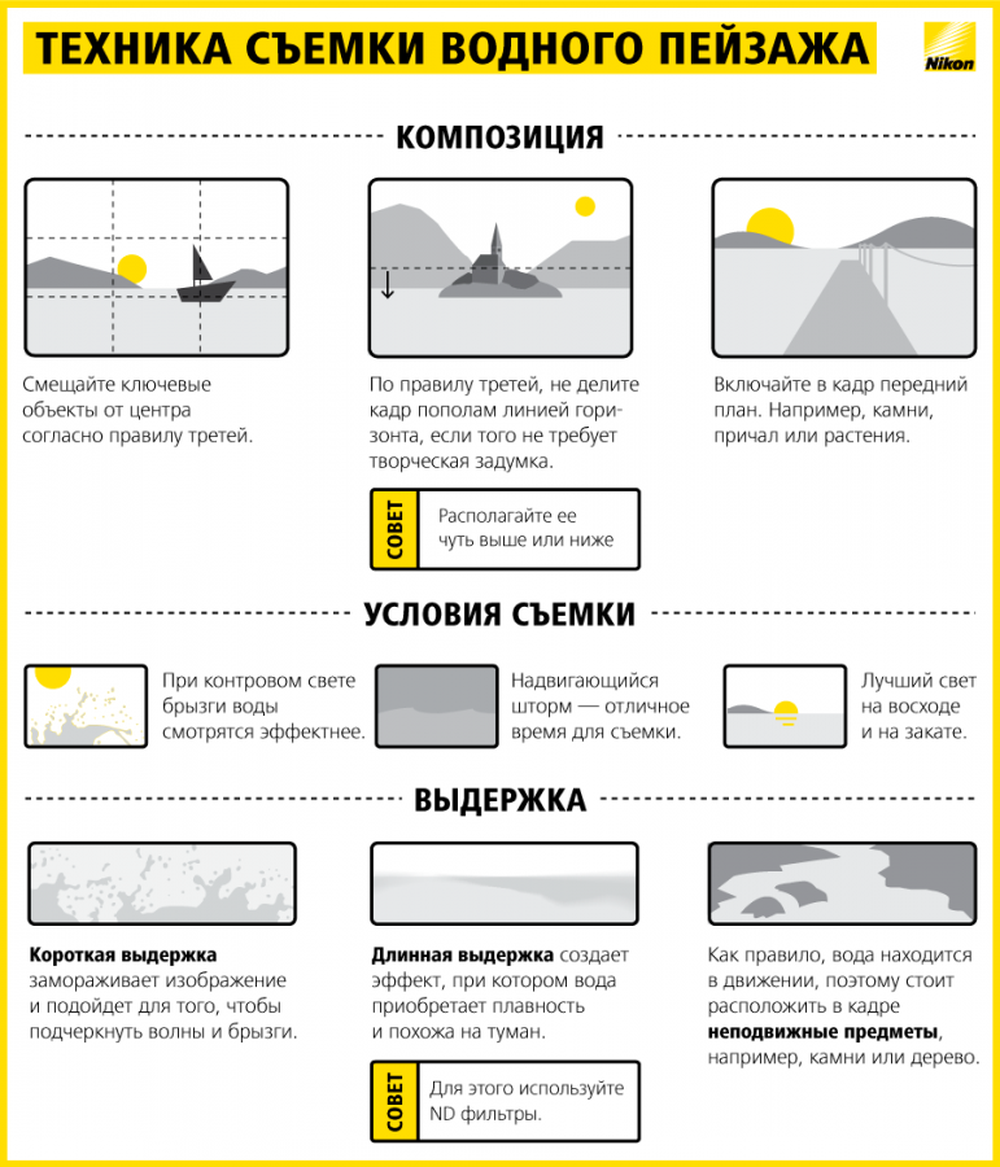 ТЕХНИКА СЪЕМКИ ВОДНОГО ПЕЙЗАЖА
Nikon
КОМПОЗИЦИЯ
Смещайте ключевые
объекты от центра
согласно правилу третей.
По правилу третей, не делите
кадр пополам линией гори-
зонта, если того не требует
творческая задумка.
СОВЕТ
Располагайте ее
чуть выше или ниже
Включайте в кадр передний
план. Например, камни,
причал или растения.
УСЛОВИЯ СЪЕМКИ
При контровом свете
брызги воды
смотрятся эффектнее.
Надвигающийся
шторм — отличное
время для съемки.
Лучший свет
на восходе
и на закате.
ВЫДЕРЖКА
Короткая выдержка
замораживает изображение
и подойдет для того, чтобы
подчеркнуть волны и брызги.
Длинная выдержка создает
эффект, при котором вода
приобретает плавность
и похожа на туман.
СОВЕТ
Для этого используйте
ND фильтры.
Как правило, вода находится
в движении, поэтому стоит
расположить в кадре
неподвижные предметы,
например, камни или дерево.